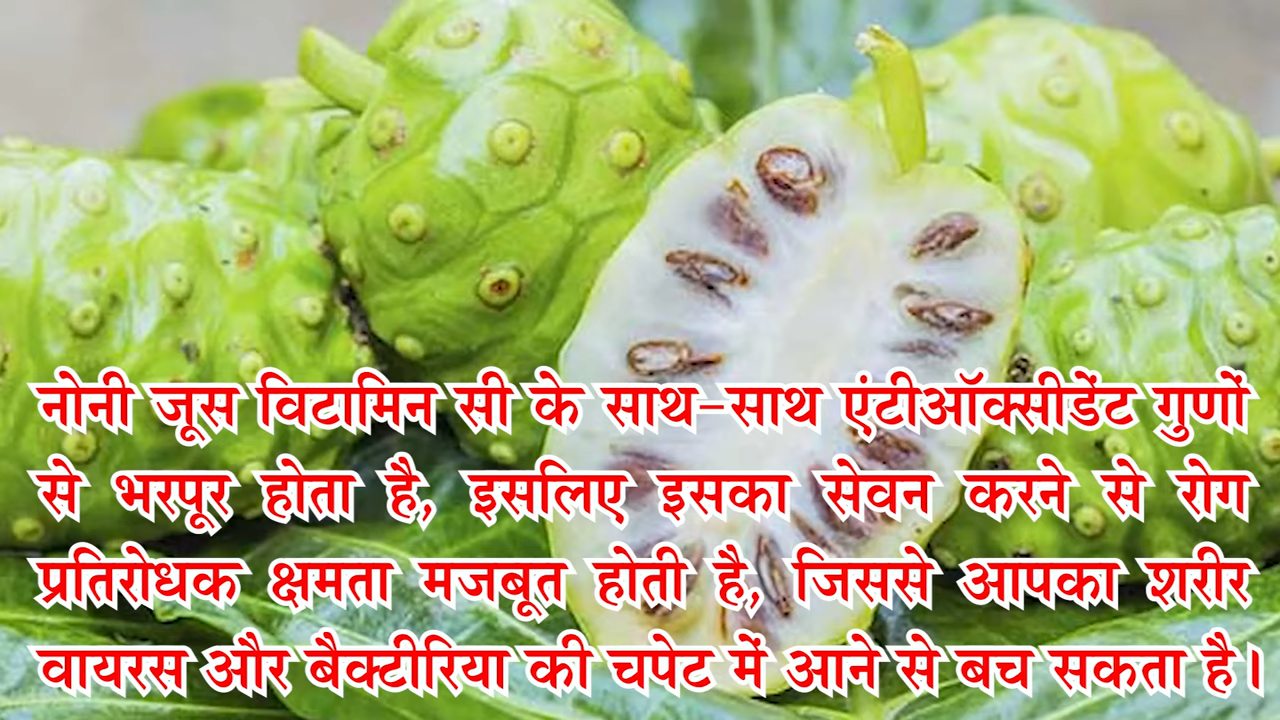 नोनी जूस विटामिन सी के साथ-साथ एंटीऑक्सीडेंट गुणों
से भरपूर होता है, इसलिए इसका सेवन करने से रोग
प्रतिरोधक क्षमता मजबूत होती है, जिससे आपका शरीर
वायरस और बैक्टीरिया की चपेट में आने से बच सकता है।